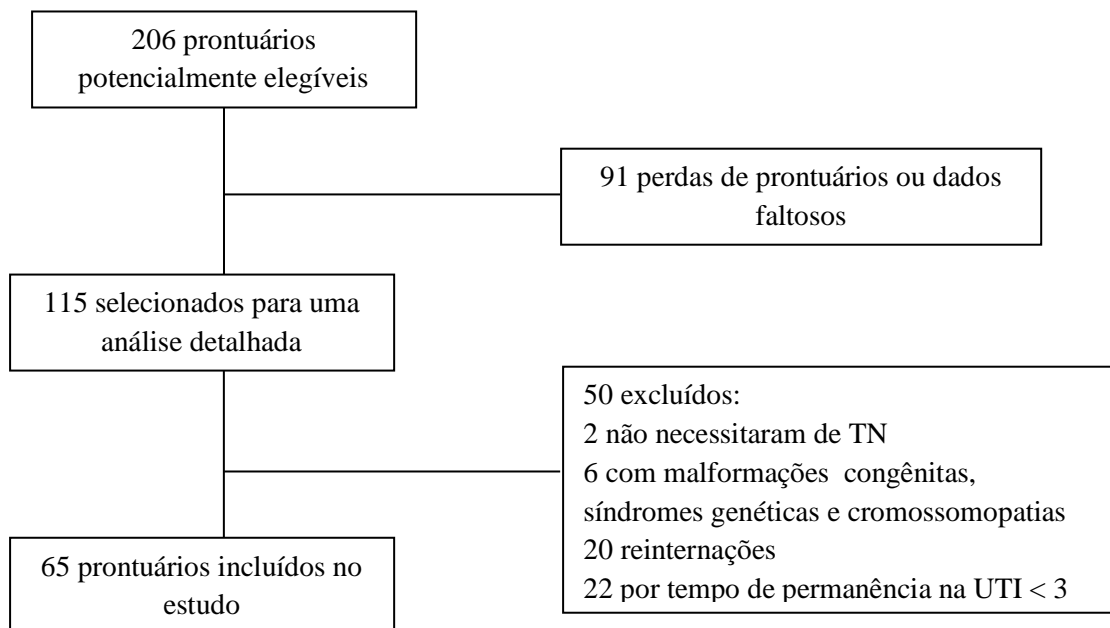 206 prontuários
potencialmente elegíveis
91 perdas de prontuários ou dados
faltosos
115 selecionados para uma
análise detalhada
50 excluídos:
2 não necessitaram de TN
6 com malformações congênitas,
síndromes genéticas e cromossomopatias
20 reinternações
22 por tempo de permanência na UTI < 3
65 prontuários incluídos no
estudo